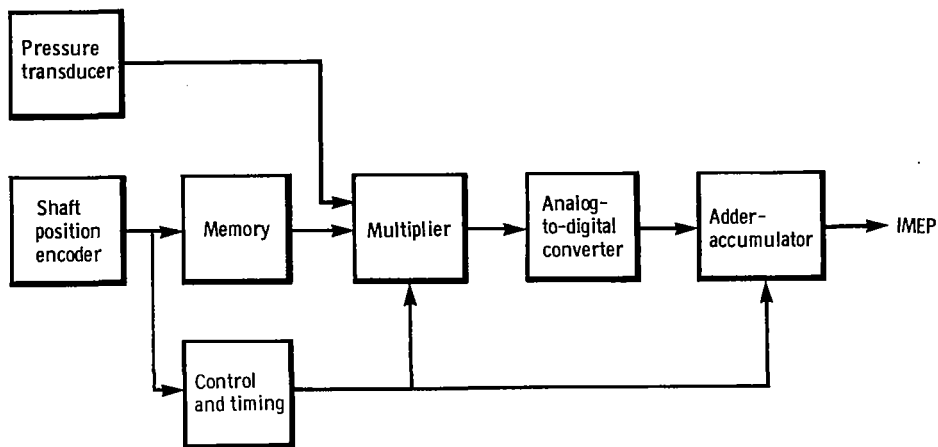 Pressure
transducer
Shaft
position
encoder
Memory
Multiplier
Analog-
to-digital
converter
Adder-
accumulator
IMEP
Control
and timing